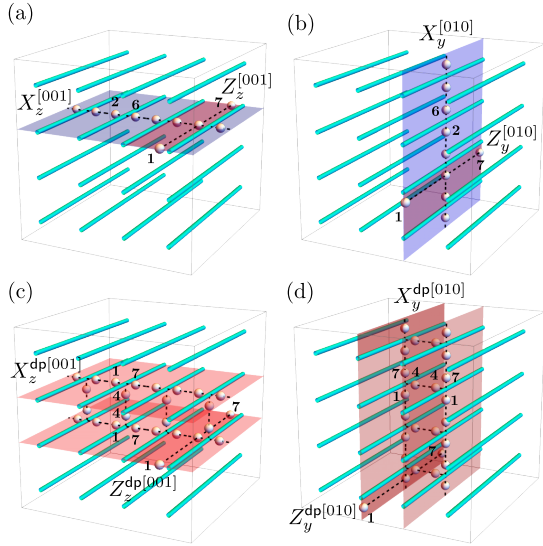 (a)
X_z^[001]
2 6
Z_z^[001]
7
1
(b)
X_y^[010]
6
2
Z_y^[010]
7
1
(c)
X_z^dp[001]
1 7
4
4
1 7
7
1
Z_z^dp[001]
(d)
X_y^dp[010]
7 4 4 7
1 1
7
Z_y^dp[010]
1